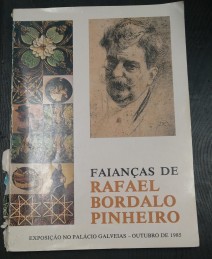 FAIANÇAS DE
RAFAEL
BORDALO
PINHEIRO
EXPOSIÇÃO NO PALÁCIO GALVEIAS - OUTUBRO DE 1985